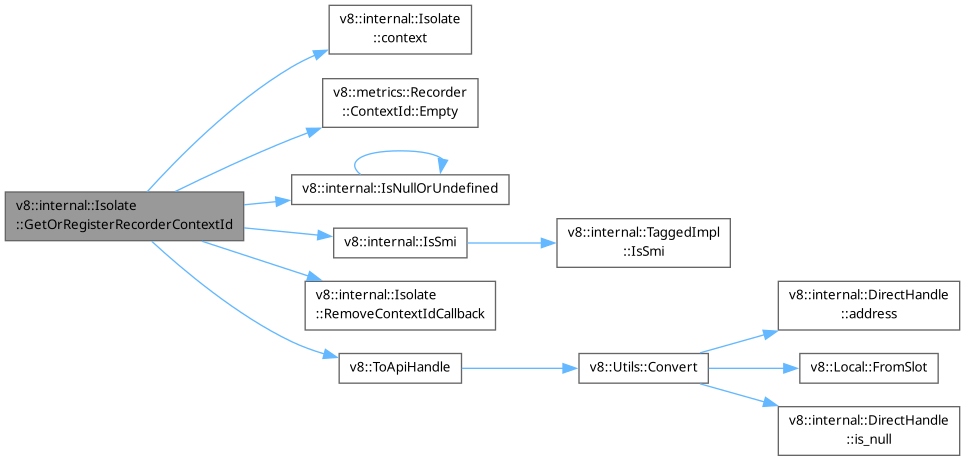 v8::internal::Isolate
::GetOrRegisterRecorderContextId
v8::internal::Isolate
::context
v8::metrics::Recorder
::ContextId::Empty
v8::internal::IsNullOrUndefined
v8::internal::IsSmi
v8::internal::TaggedImpl
::IsSmi
v8::internal::Isolate
::RemoveContextIdCallback
v8::ToApiHandle
v8::Utils::Convert
v8::internal::DirectHandle
::address
v8::Local::FromSlot
v8::internal::DirectHandle
::is_null